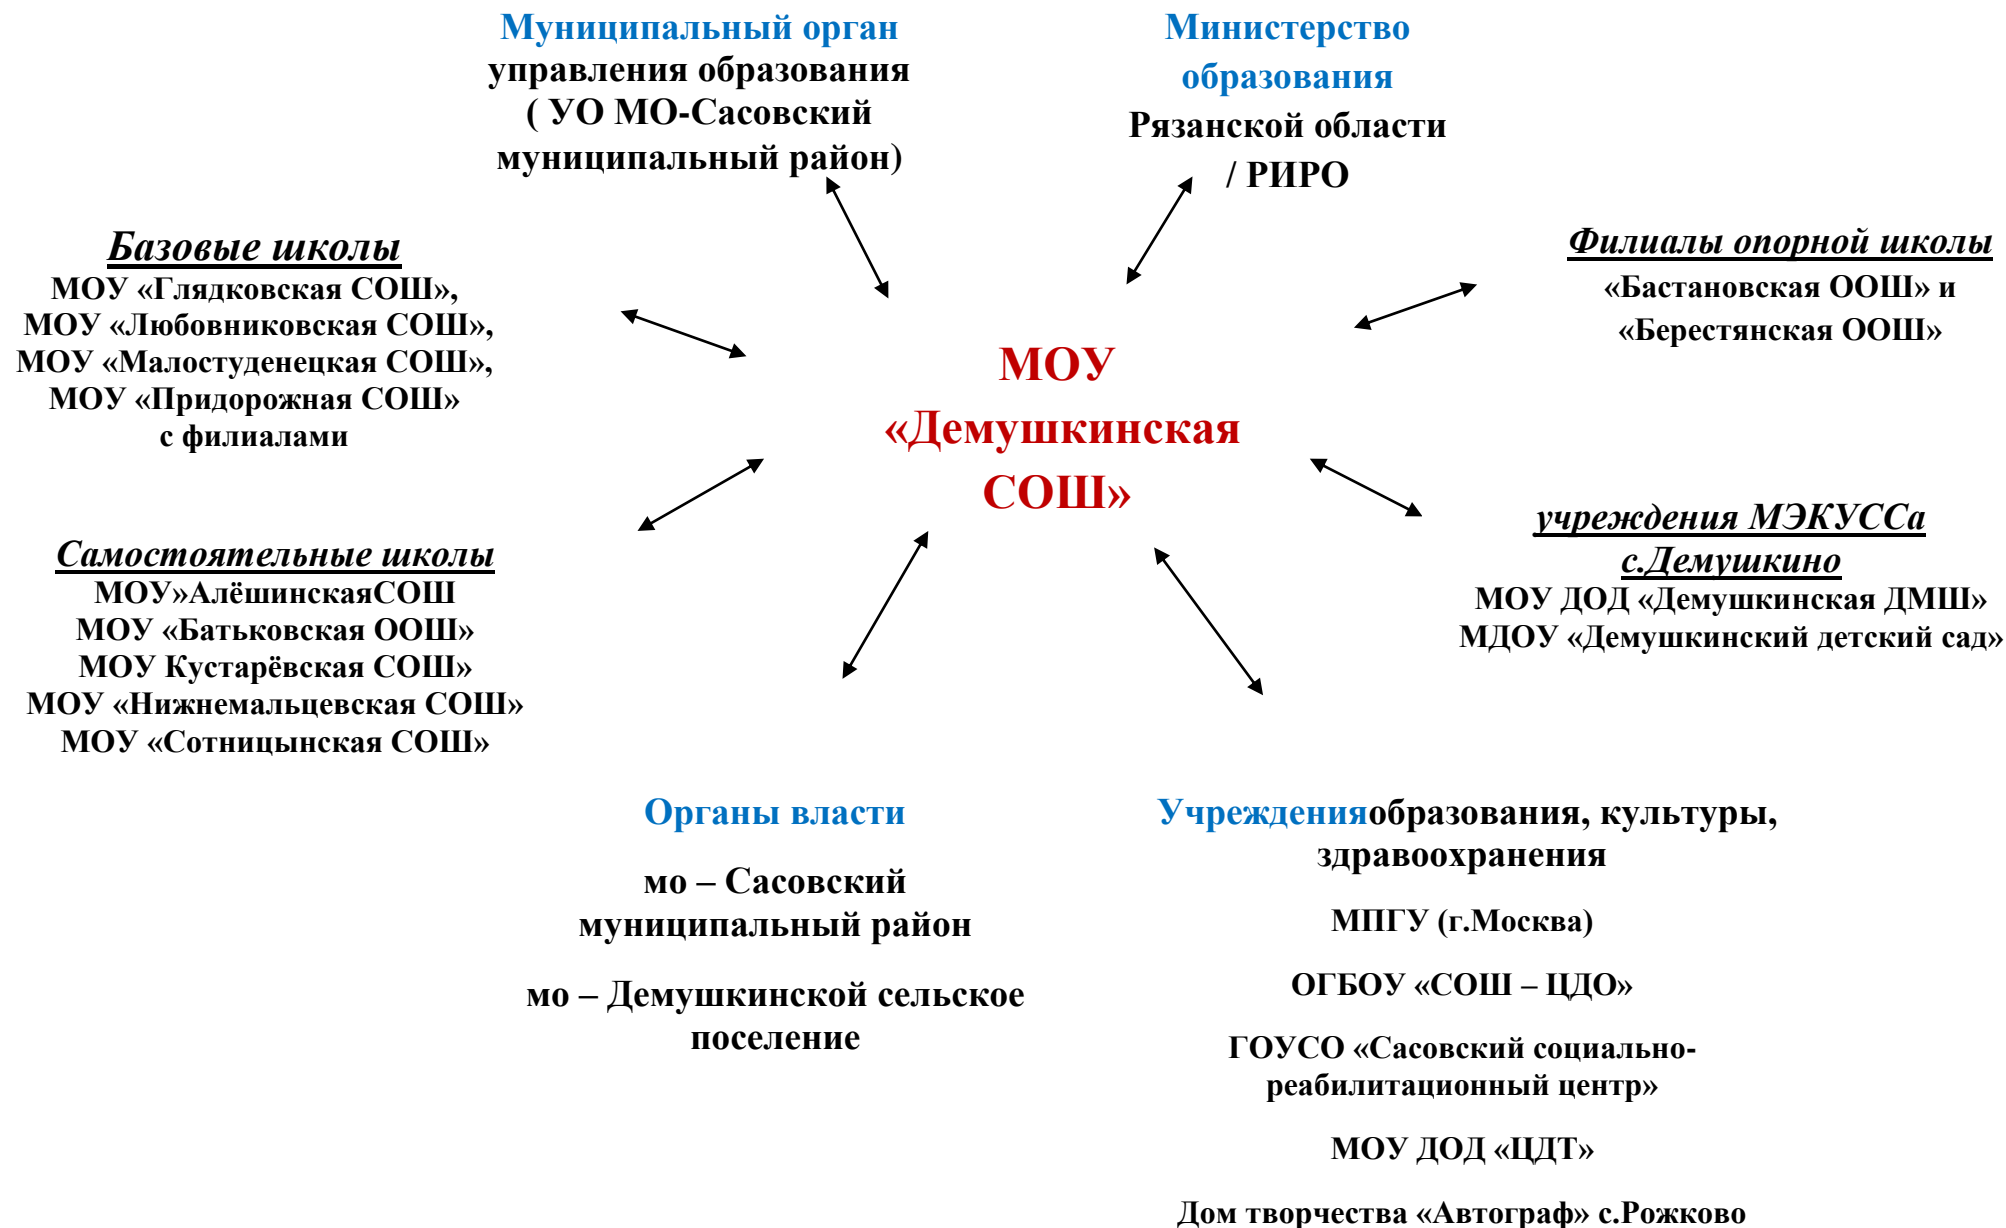 Муниципальный орган
управления образования
( УО МО-Сасовский
муниципальный район)
Министерство
образования
Рязанской области
/ РИРО
Базовые школы
МОУ «Глядковская СОШ»,
МОУ «Любовниковская СОШ»,
МОУ «Малостуденецкая СОШ»,
МОУ «Придорожная СОШ»
с филиалами
Филиалы опорной школы
«Бастановская ООШ» и
«Берестянская ООШ»
МОУ
«Демушкинская
СОШ»
Самостоятельные школы
МОУ»АлёшинскаяСОШ
МОУ «Батьковская ООШ»
МОУ Кустарёвская СОШ»
МОУ «Нижнемальцевская СОШ»
МОУ «Сотницынская СОШ»
учреждения МЭКУССа
с.Демушкино
МОУ ДОД «Демушкинская ДМШ»
МДОУ «Демушкинский детский сад»
Органы власти
мо – Сасовский
муниципальный район
мо – Демушкинской сельское
поселение
Учрежденияобразования, культуры,
здравоохранения
МПГУ (г.Москва)
ОГБОУ «СОШ – ЦДО»
ГОУСО «Сасовский социально-
реабилитационный центр»
МОУ ДОД «ЦДТ»
Дом творчества «Автограф» с.Рожково